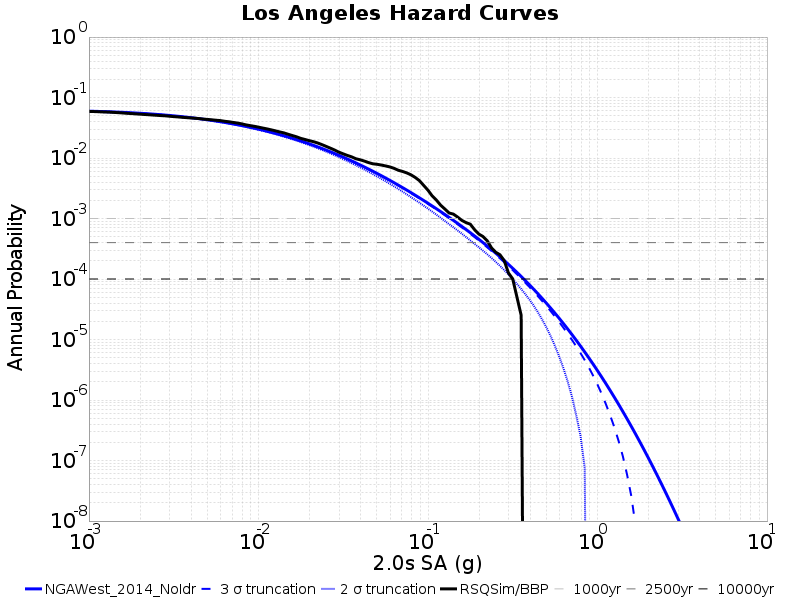 Los Angeles Hazard Curves
10^0
10^-1
10^-2
10^-3
10^-4
10^-5
10^-6
10^-7
10^-8
Annual Probability
10^-3 10^-2 10^-1 10^0 10^1
2.0s SA (g)
NGAWest_2014_NoIdr 3 σ truncation 2 σ truncation RSQSim/BBP 1000yr 2500yr 10000yr